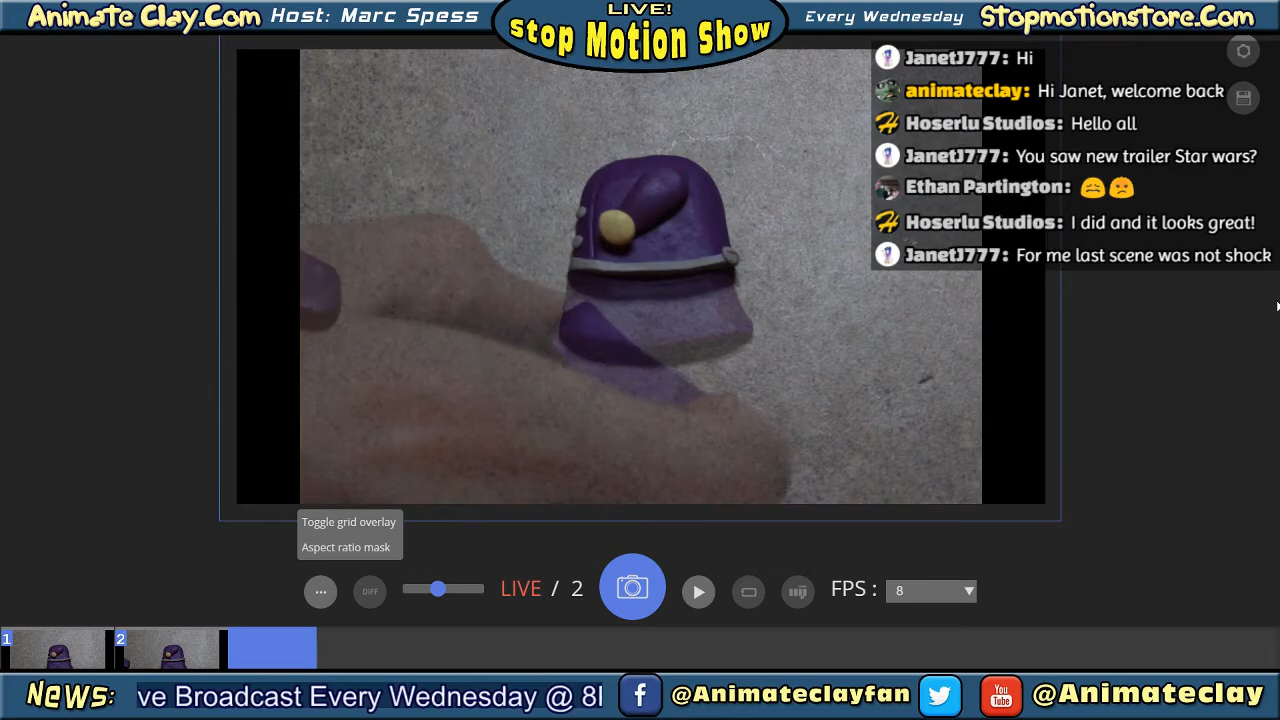 Animate Clay.Com Host: Marc Spess
LIVE!
Stop Motion Show
Every Wednesday Stopmotionstore.Com
JanetJ777: Hi
animateclay: Hi Janet, welcome back
Hoserlu Studios: Hello all
JanetJ777: You saw new trailer Star wars?
Ethan Partington: 😩😡
Hoserlu Studios: I did and it looks great!
JanetJ777: For me last scene was not shock
Toggle grid overlay
Aspect ratio mask
... DIFF LIVE / 2 FPS : 8
1 2
News: ve Broadcast Every Wednesday @ 8 f @Animateclayfan You Tube @Animateclay